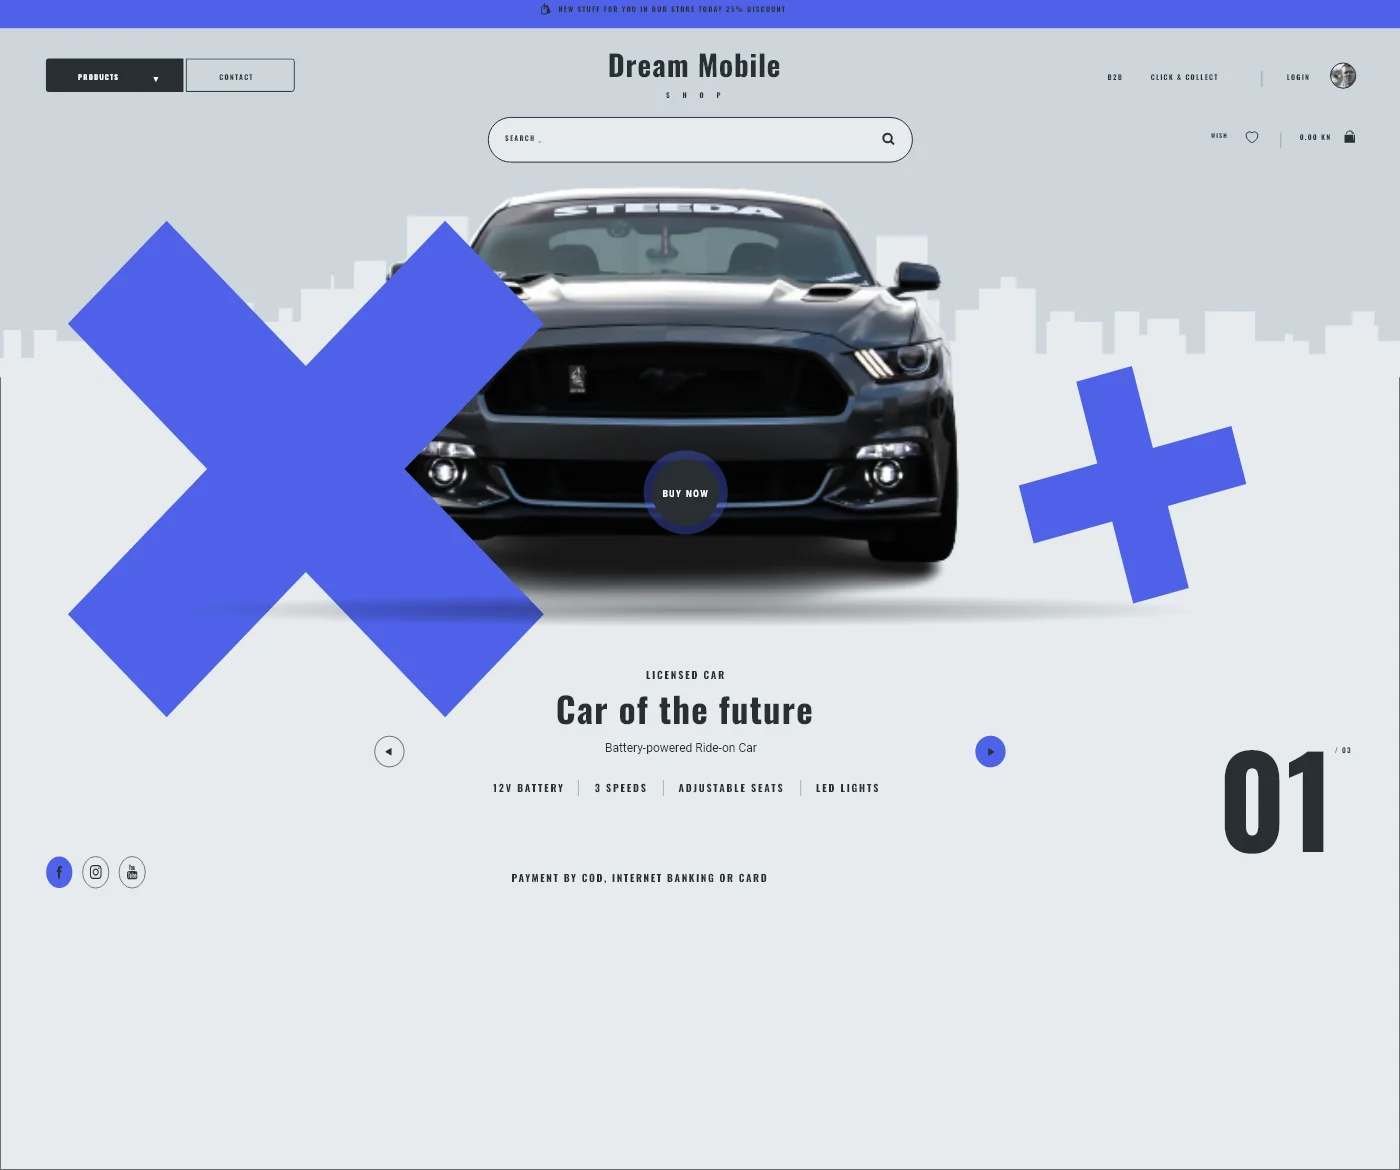 NEW STUFF FOR YOU IN OUR STORE TODAY 25% DISCOUNT
PRODUCTS
CONTACT
Dream Mobile
SHOP
B2B
CLICK & COLLECT
LOGIN
SEARCH
WISH
0.00 KN
STEEDA
BUY NOW
LICENSED CAR
Car of the future
Battery-powered Ride-on Car
12V BATTERY
3 SPEEDS
ADJUSTABLE SEATS
LED LIGHTS
01
/ 03
f
You
Tube
PAYMENT BY COD, INTERNET BANKING OR CARD